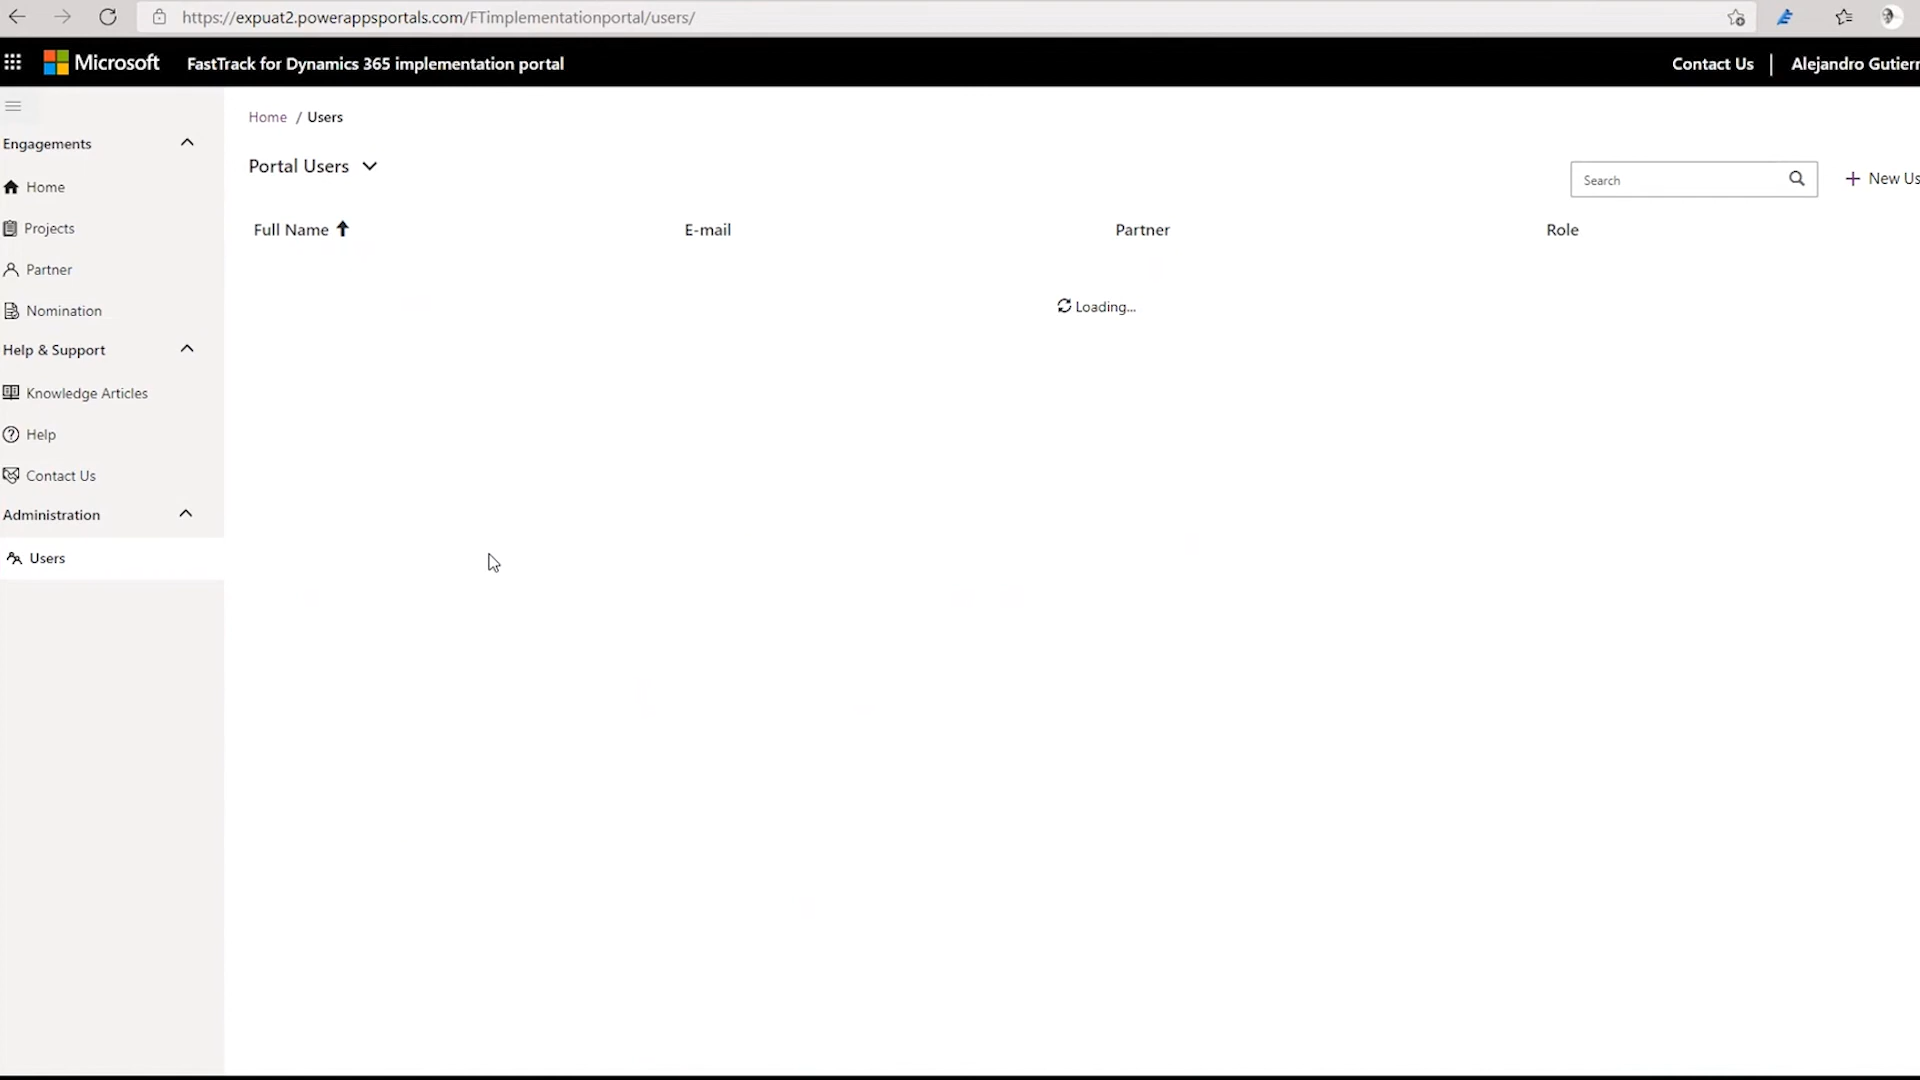 https://expuat2.powerappsportals.com/FTimplementationportal/users/
Microsoft FastTrack for Dynamics 365 implementation portal Contact Us | Alejandro Gutierr
Home / Users
Engagements
Portal Users
Search
+ New Us
Home
Projects
Full Name E-mail Partner Role
Partner
Loading...
Nomination
Help & Support
Knowledge Articles
Help
Contact Us
Administration
Users